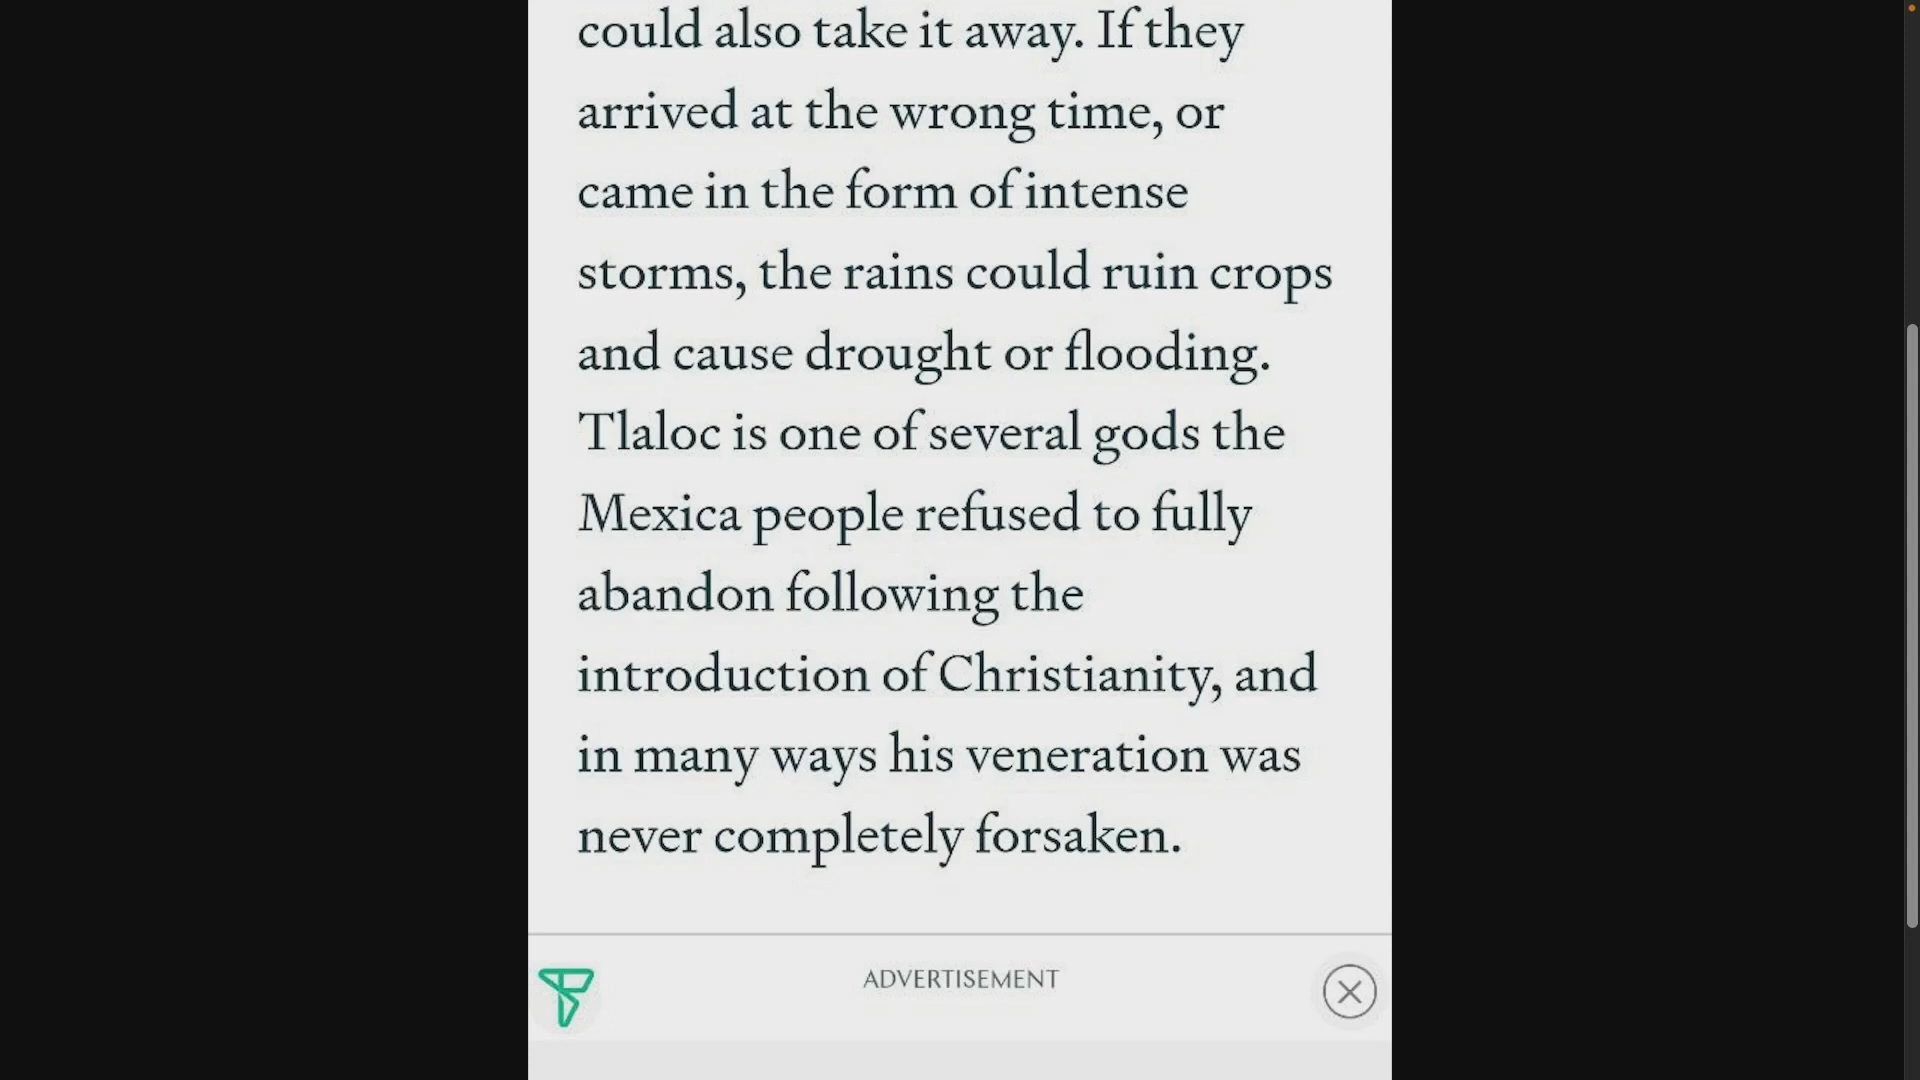 could also take it away. If they
arrived at the wrong time, or
came in the form of intense
storms, the rains could ruin crops
and cause drought or flooding.
Tlaloc is one of several gods the
Mexica people refused to fully
abandon following the
introduction of Christianity, and
in many ways his veneration was
never completely forsaken.
ADVERTISEMENT